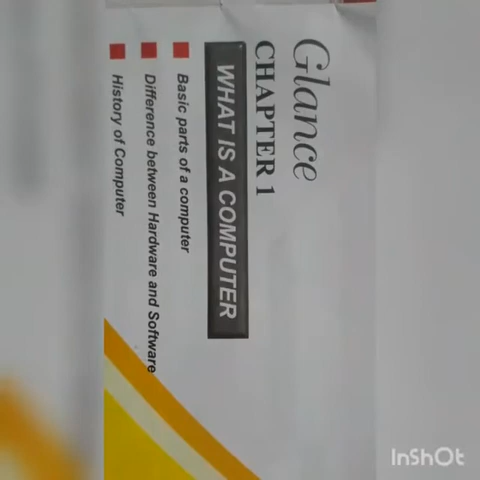 Glance
CHAPTER 1
WHAT IS A COMPUTER
Basic parts of a computer
Difference between Hardware and Software
History of Computer
InShOt